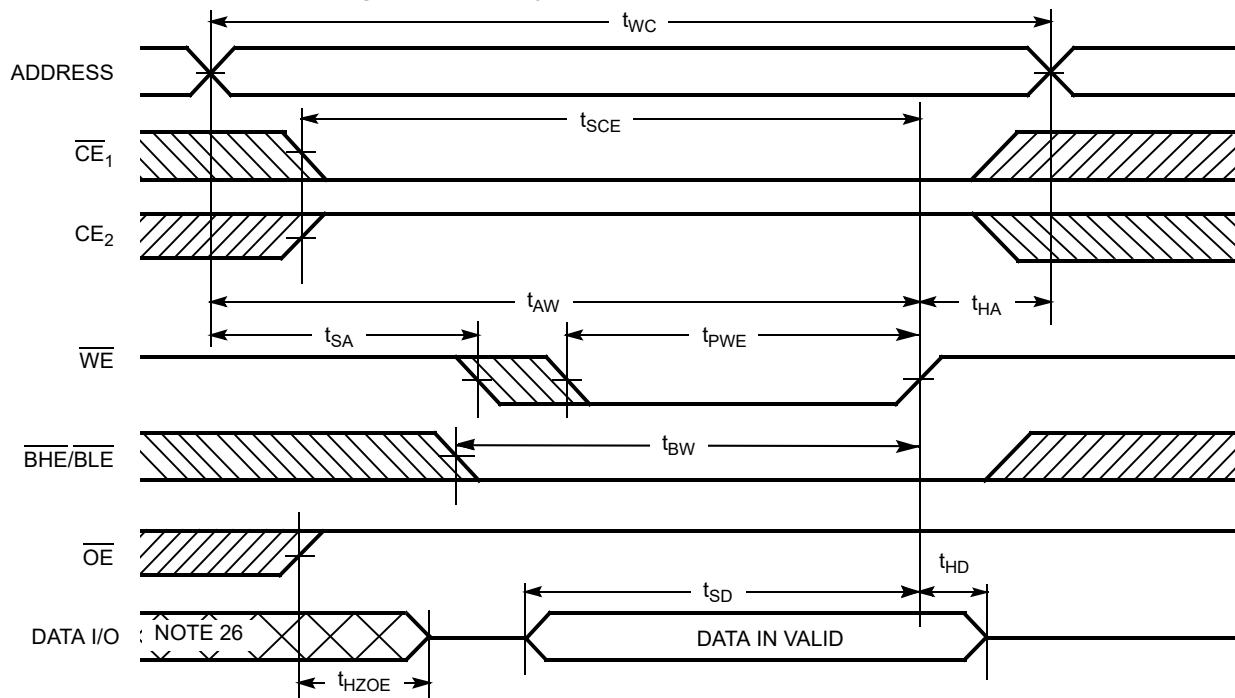 tWC
ADDRESS
tSCE
CE1
CE2
tAW
tHA
tSA
tPWE
WE
tBW
BHE/BLE
OE
tHD
tSD
DATA I/O
NOTE 26
DATA IN VALID
tHZOE